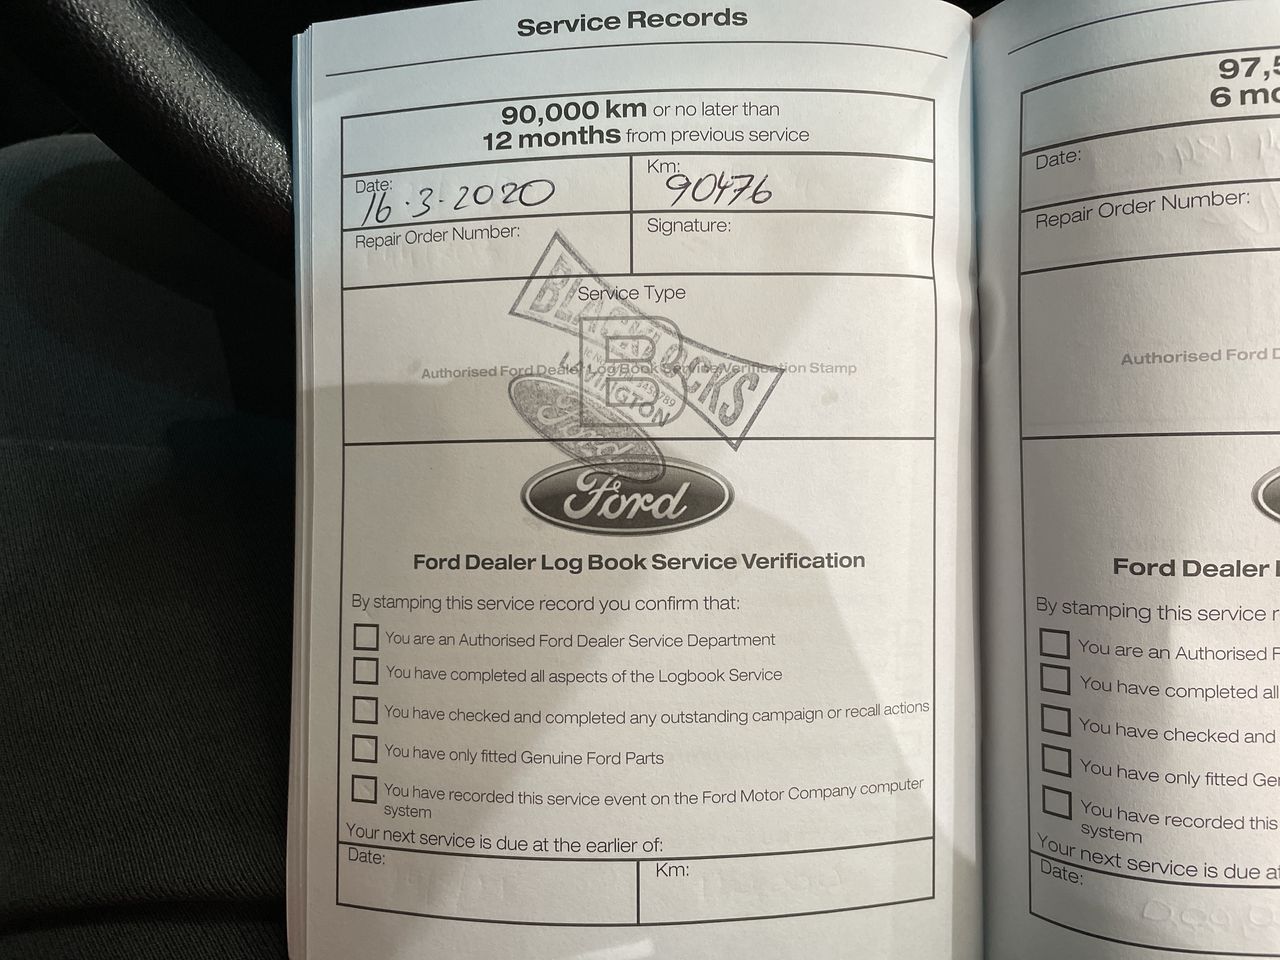 Service Records
90,000 km or no later than
12 months from previous service
Date:
16.3.2020
Km:
90476
Repair Order Number:
Signature:
Service Type
B
Authorised Ford Dealer Log Book Service Verification Stamp
BLACKLOCKS
Ford
Ford
Ford Dealer Log Book Service Verification
By stamping this service record you confirm that:
You are an Authorised Ford Dealer Service Department
You have completed all aspects of the Logbook Service
You have checked and completed any outstanding campaign or recall actions
You have only fitted Genuine Ford Parts
You have recorded this service event on the Ford Motor Company computer
system
Your next service is due at the earlier of:
Date:
Km:
97,5
6 mo
Date:
Repair Order Number:
Authorised Ford D
Ford Dealer
By stamping this service r
You are an Authorised F
You have completed all
You have checked and
You have only fitted Gen
You have recorded this
system
Your next service is due at
Date: